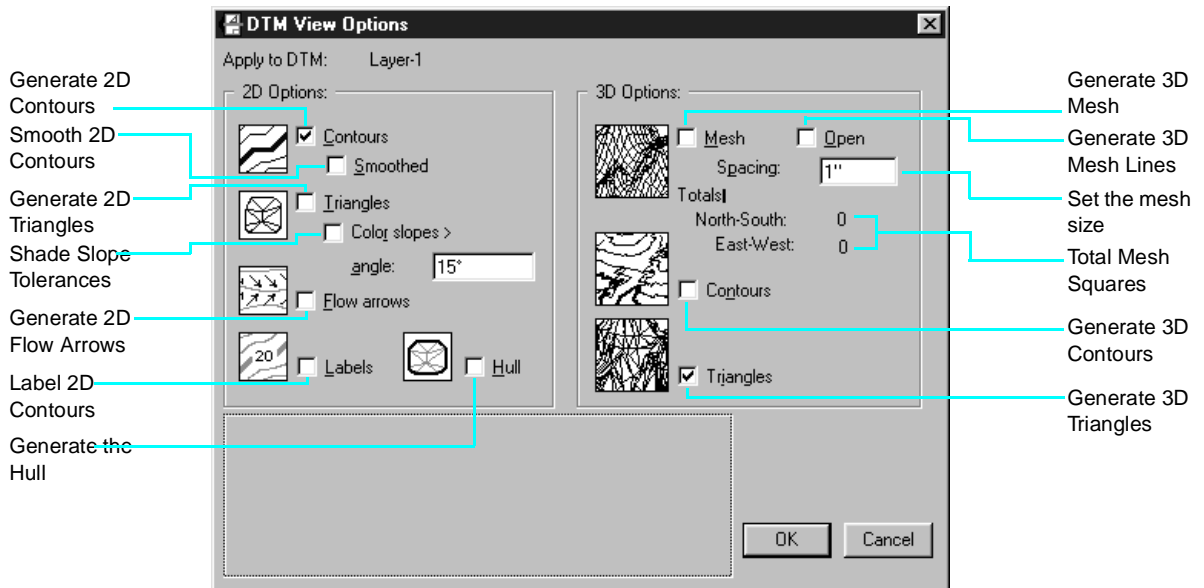 DTM View Options
Apply to DTM: Layer-1
Generate 2D
Contours
Smooth 2D
Contours
Generate 2D
Triangles
Shade Slope
Tolerances
Generate 2D
Flow Arrows
Label 2D
Contours
Generate the
Hull
2D Options:
Contours
Smoothed
Triangles
Color slopes >
angle: 15°
Flow arrows
20
Labels
Hull
3D Options:
Mesh
Open
Spacing: 1"
Totals
North-South: 0
East-West: 0
Contours
Triangles
Generate 3D
Mesh
Generate 3D
Mesh Lines
Set the mesh
size
Total Mesh
Squares
Generate 3D
Contours
Generate 3D
Triangles
OK
Cancel